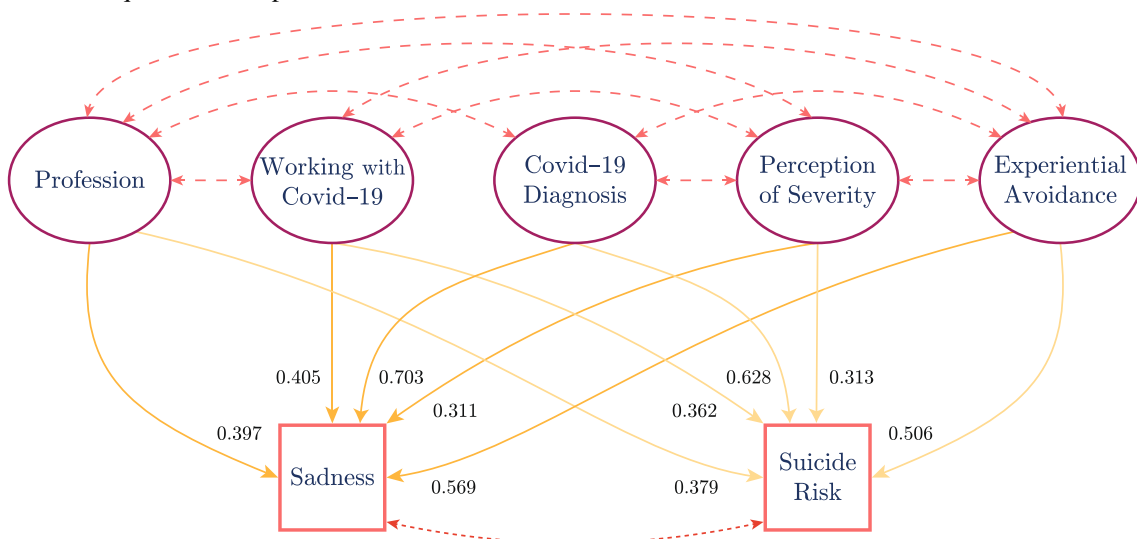 Profession
Working with
Covid-19
Covid-19
Diagnosis
Perception
of Severity
Experiential
Avoidance
0.405
0.703
0.628
0.313
0.311
0.362
0.397
0.506
0.569
0.379
Sadness
Suicide
Risk